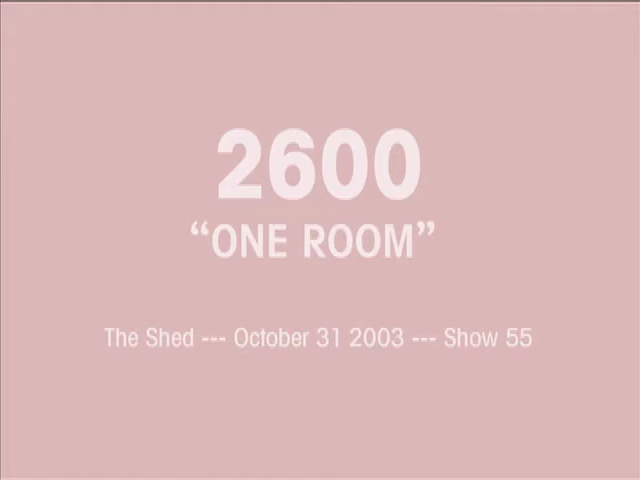 2600
“ONE ROOM”
The Shed --- October 31 2003 --- Show 55